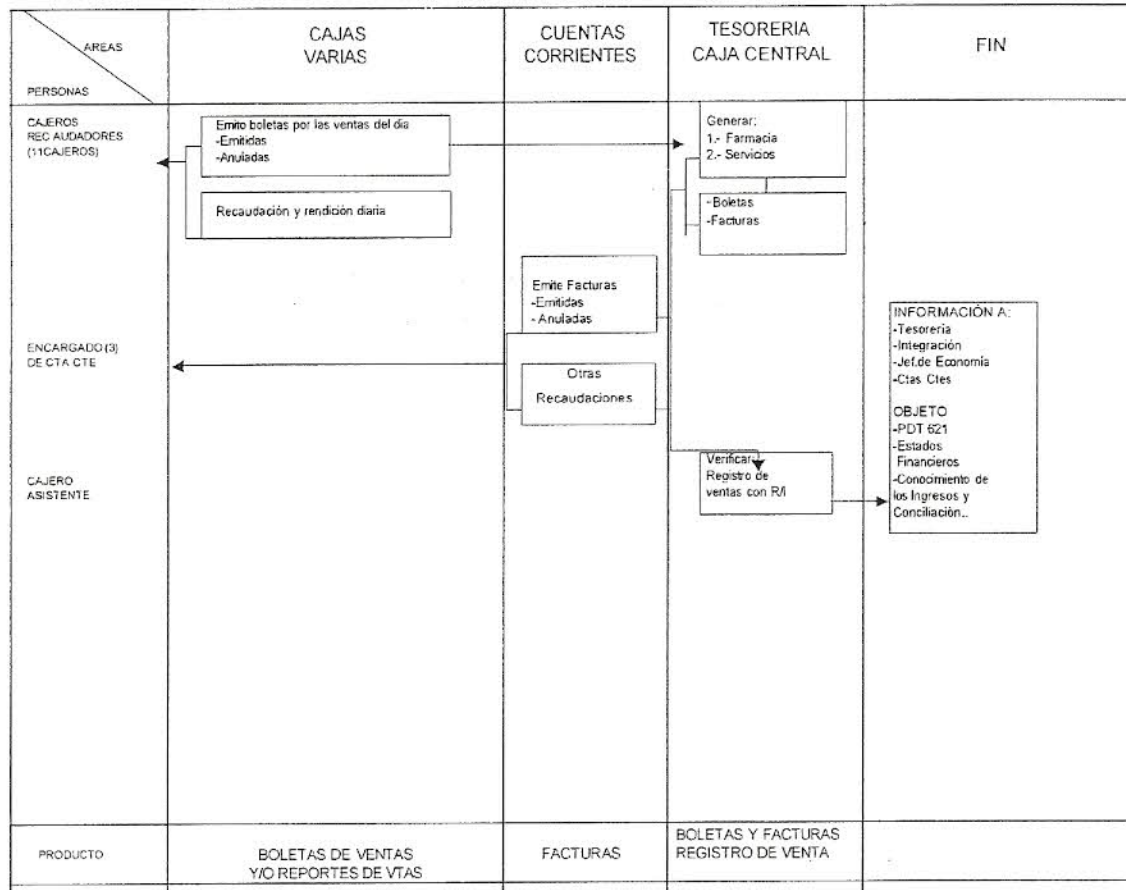 AREAS
PERSONAS
CAJAS
VARIAS
CUENTAS
CORRIENTES
TESORERIA
CAJA CENTRAL
FIN
CAJEROS
REC AUDADORES
(11CAJEROS)
Emito boletas por las ventas del dia
-Emitidas
-Anuladas
Recaudación y rendición diaria
Generar:
1.- Farmacia
2.- Servicios
-Boletas
-Facturas
Emite Facturas
-Emitidas
- Anuladas
ENCARGADO (3)
DE CTA CTE
Otras
Recaudaciones
INFORMACIÓN A:
-Tesoreria
-Integración
-Jef.de Economía
-Ctas Ctes
OBJETO
-PDT 621
-Estados
Financieros
-Conocimiento de
los Ingresos y
Conciliación..
CAJERO
ASISTENTE
Verificar:
Registro de
ventas con R/I
PRODUCTO
BOLETAS DE VENTAS
Y/O REPORTES DE VTAS
FACTURAS
BOLETAS Y FACTURAS
REGISTRO DE VENTA